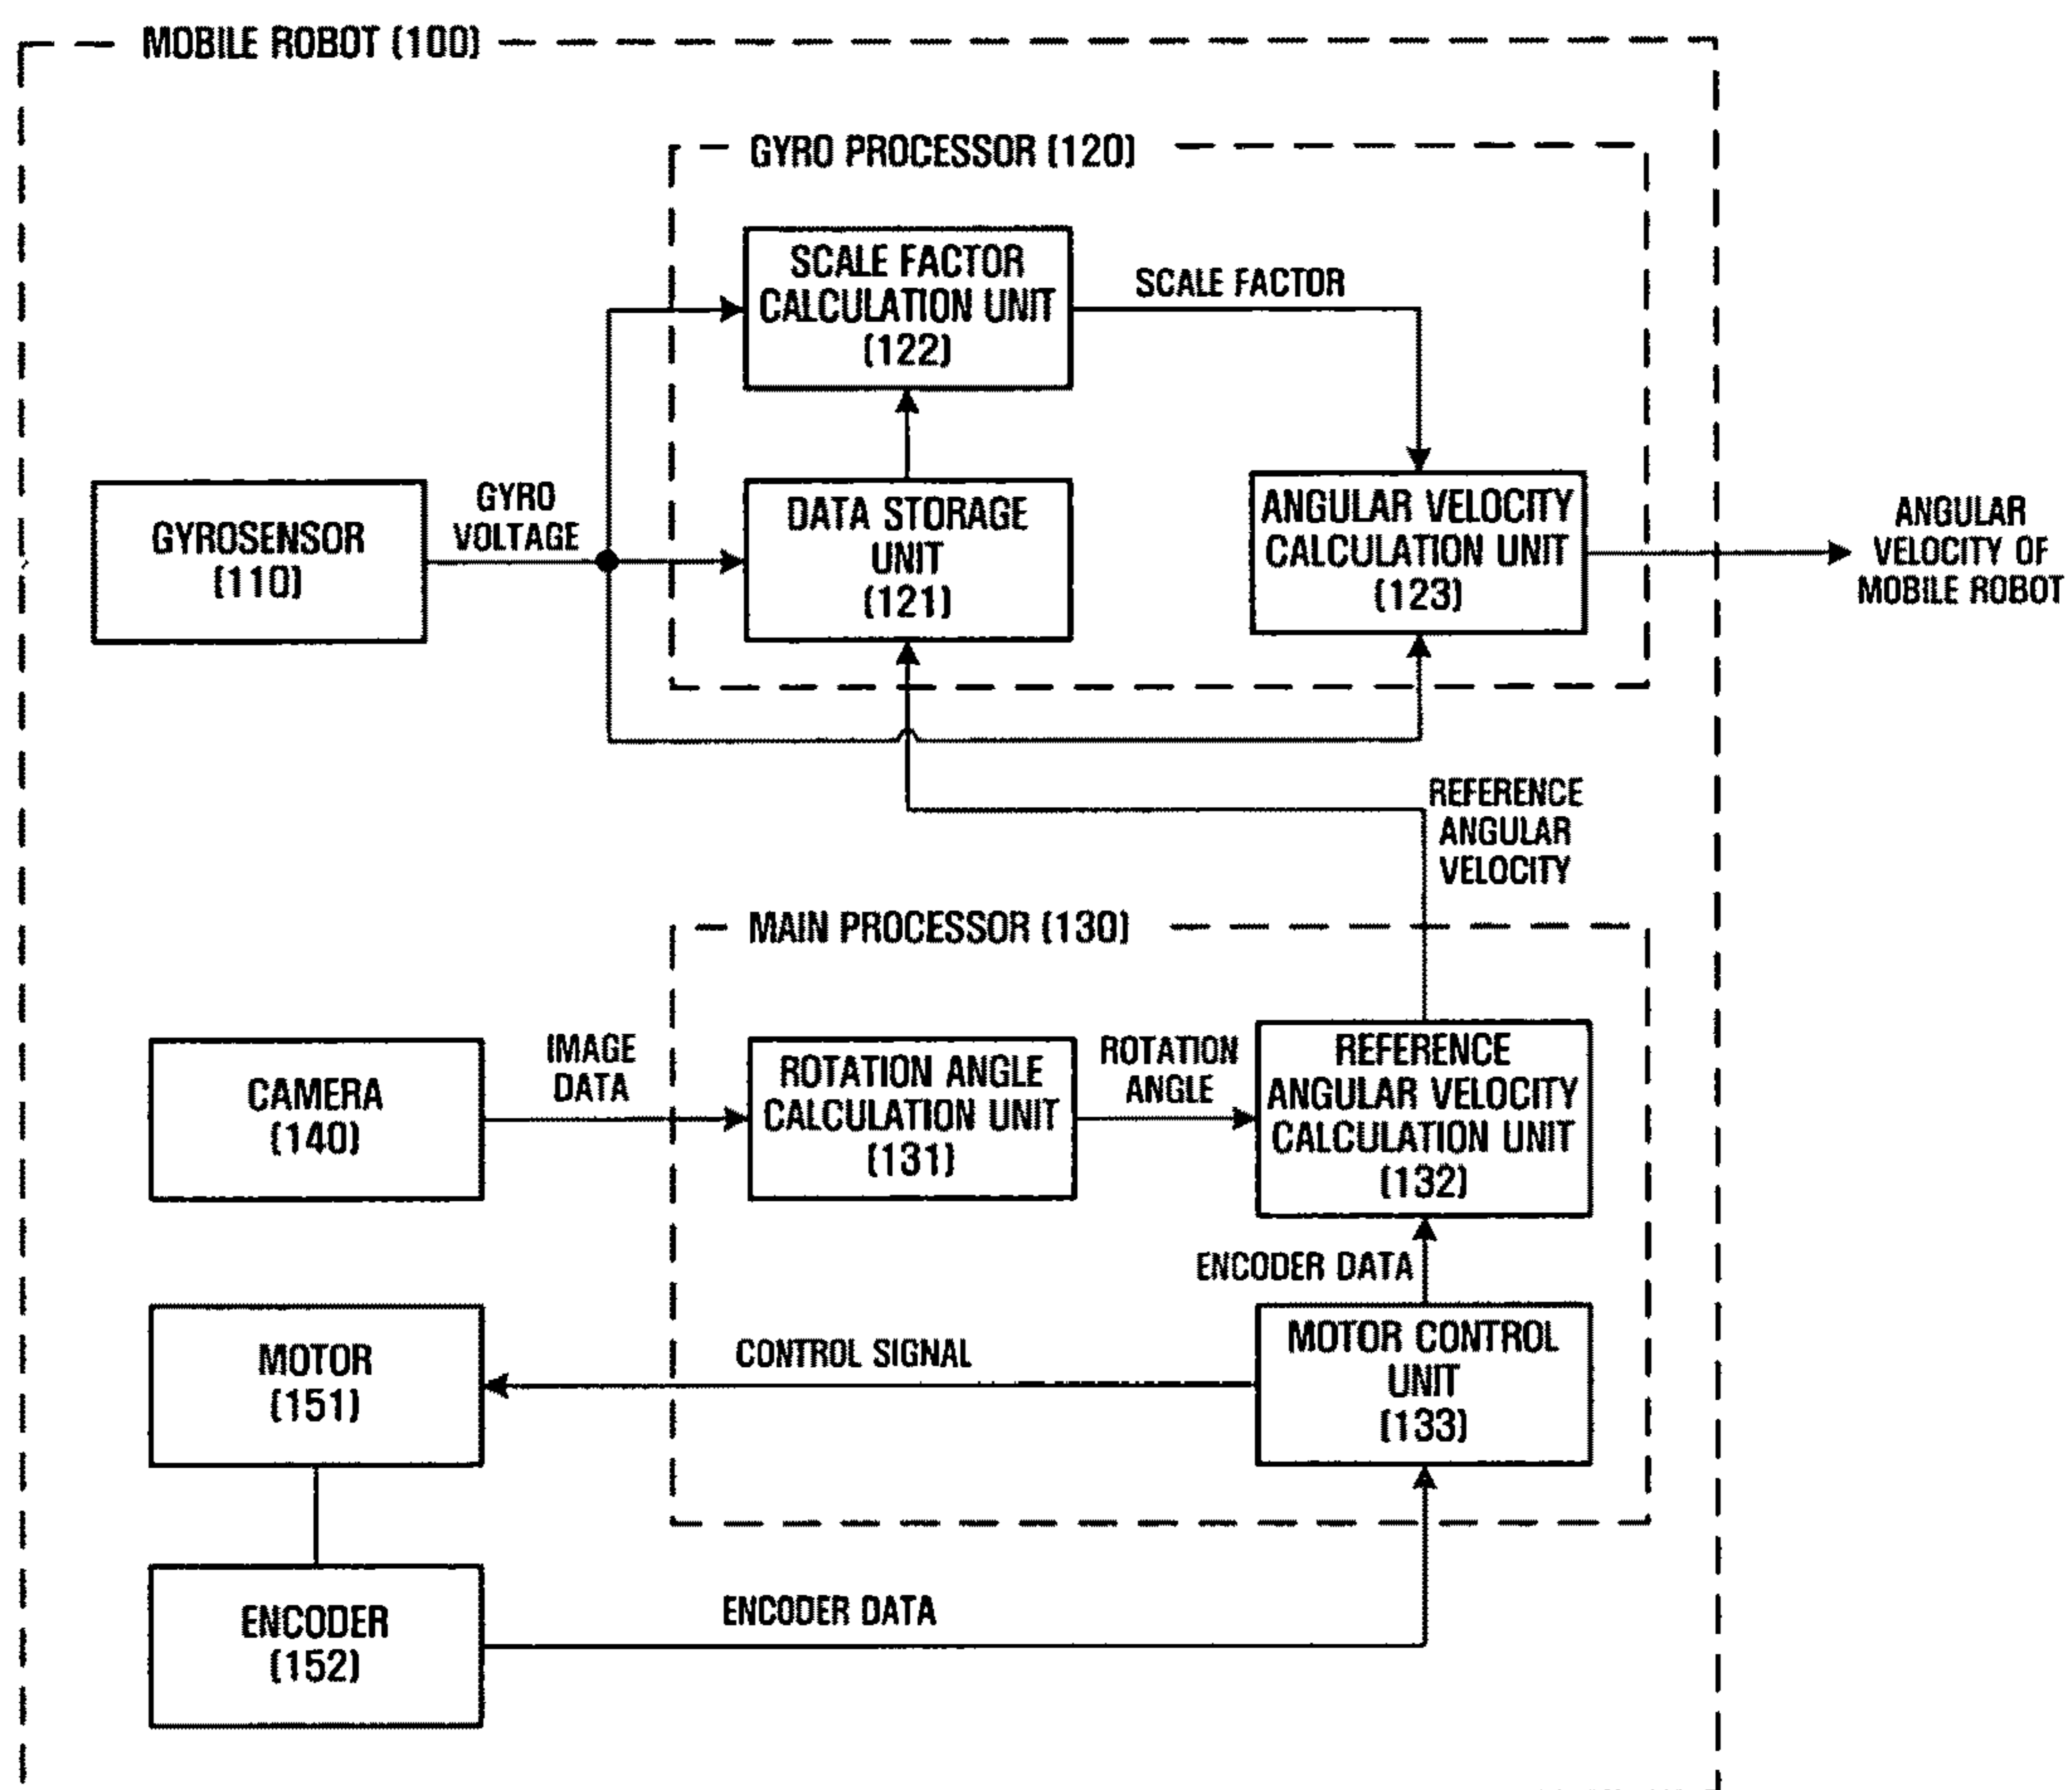 MOBILE ROBOT (100)
GYRO PROCESSOR (120)
SCALE FACTOR
CALCULATION UNIT
(122)
SCALE FACTOR
GYROSENSOR
(110)
GYRO
VOLTAGE
DATA STORAGE
UNIT
(121)
ANGULAR VELOCITY
CALCULATION UNIT
(123)
ANGULAR
VELOCITY OF
MOBILE ROBOT
REFERENCE
ANGULAR
VELOCITY
MAIN PROCESSOR (130)
CAMERA
(140)
IMAGE
DATA
ROTATION ANGLE
CALCULATION UNIT
(131)
ROTATION
ANGLE
REFERENCE
ANGULAR VELOCITY
CALCULATION UNIT
(132)
ENCODER DATA
MOTOR
(151)
CONTROL SIGNAL
MOTOR CONTROL
UNIT
(133)
ENCODER
(152)
ENCODER DATA